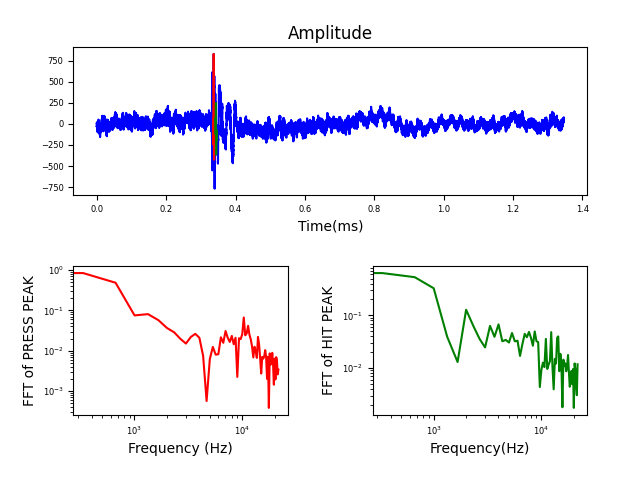 Amplitude
750
500
250
0
−250
−500
−750
0.0 0.2 0.4 0.6 0.8 1.0 1.2 1.4
Time(ms)
FFT of PRESS PEAK
10⁰
10⁻¹
10⁻²
10⁻³
10³ 10⁴
Frequency (Hz)
FFT of HIT PEAK
10⁻¹
10⁻²
10³ 10⁴
Frequency(Hz)